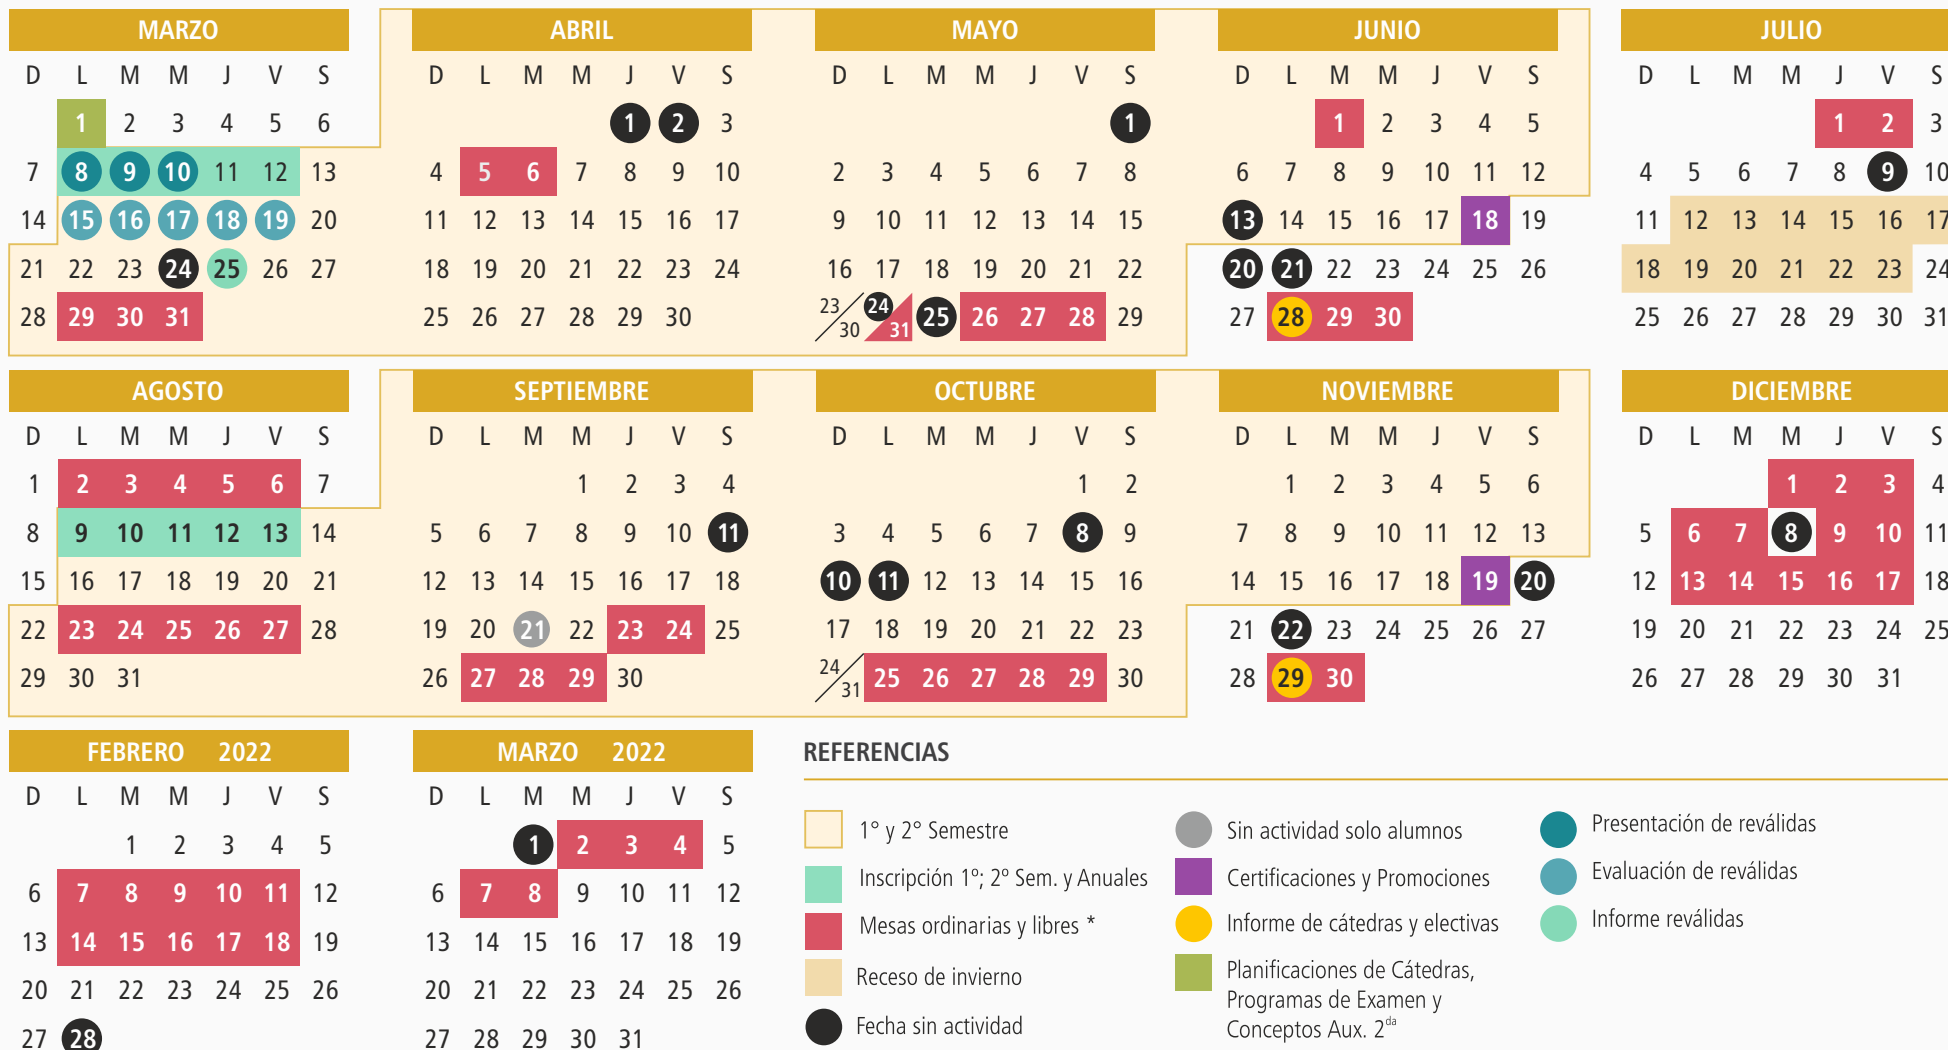 MARZO
D L M M J V S
1 2 3 4 5 6
7 8 9 10 11 12 13
14 15 16 17 18 19 20
21 22 23 24 25 26 27
28 29 30 31
ABRIL
D L M M J V S
1 2 3
4 5 6 7 8 9 10
11 12 13 14 15 16 17
18 19 20 21 22 23 24
25 26 27 28 29 30
MAYO
D L M M J V S
1
2 3 4 5 6 7 8
9 10 11 12 13 14 15
16 17 18 19 20 21 22
23/30 24/31 25 26 27 28 29
JUNIO
D L M M J V S
1 2 3 4 5
6 7 8 9 10 11 12
13 14 15 16 17 18 19
20 21 22 23 24 25 26
27 28 29 30
JULIO
D L M M J V S
1 2 3
4 5 6 7 8 9 10
11 12 13 14 15 16 17
18 19 20 21 22 23 24
25 26 27 28 29 30 31
AGOSTO
D L M M J V S
1 2 3 4 5 6 7
8 9 10 11 12 13 14
15 16 17 18 19 20 21
22 23 24 25 26 27 28
29 30 31
SEPTIEMBRE
D L M M J V S
1 2 3 4
5 6 7 8 9 10 11
12 13 14 15 16 17 18
19 20 21 22 23 24 25
26 27 28 29 30
OCTUBRE
D L M M J V S
1 2
3 4 5 6 7 8 9
10 11 12 13 14 15 16
17 18 19 20 21 22 23
24/31 25 26 27 28 29 30
NOVIEMBRE
D L M M J V S
1 2 3 4 5 6
7 8 9 10 11 12 13
14 15 16 17 18 19 20
21 22 23 24 25 26 27
28 29 30
DICIEMBRE
D L M M J V S
1 2 3 4
5 6 7 8 9 10 11
12 13 14 15 16 17 18
19 20 21 22 23 24 25
26 27 28 29 30 31
FEBRERO 2022
D L M M J V S
1 2 3 4 5
6 7 8 9 10 11 12
13 14 15 16 17 18 19
20 21 22 23 24 25 26
27 28
MARZO 2022
D L M M J V S
1 2 3 4 5
6 7 8 9 10 11 12
13 14 15 16 17 18 19
20 21 22 23 24 25 26
27 28 29 30 31
REFERENCIAS
1° y 2° Semestre
Inscripción 1º; 2º Sem. y Anuales
Mesas ordinarias y libres *
Receso de invierno
Fecha sin actividad
Sin actividad solo alumnos
Certificaciones y Promociones
Informe de cátedras y electivas
Planificaciones de Cátedras,
Programas de Examen y
Conceptos Aux. 2da
Presentación de reválidas
Evaluación de reválidas
Informe reválidas